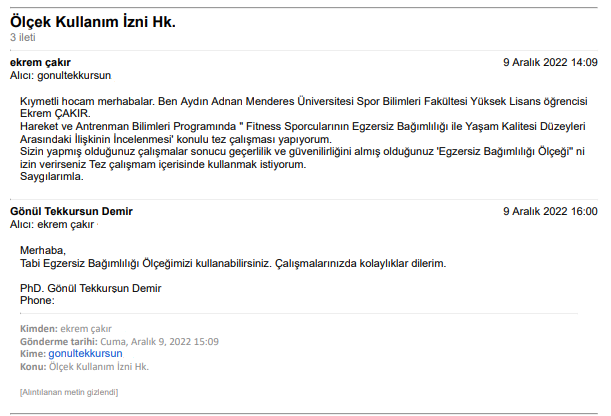 Ölçek Kullanım İzni Hk.
3 ileti
ekrem çakır 9 Aralık 2022 14:09
Alıcı: gonultekkursun
Kıymetli hocam merhabalar. Ben Aydın Adnan Menderes Üniversitesi Spor Bilimleri Fakültesi Yüksek Lisans öğrencisi
Ekrem ÇAKIR.
Hareket ve Antrenman Bilimleri Programında " Fitness Sporcularının Egzersiz Bağımlılığı ile Yaşam Kalitesi Düzeyleri
Arasındaki İlişkinin İncelenmesi' konulu tez çalışması yapıyorum.
Sizin yapmış olduğunuz çalışmalar sonucu geçerlilik ve güvenilirliğini almış olduğunuz 'Egzersiz Bağımlılığı Ölçeği" ni
izin verirseniz Tez çalışmam içerisinde kullanmak istiyorum.
Saygılarımla.
Gönül Tekkursun Demir 9 Aralık 2022 16:00
Alıcı: ekrem çakır
Merhaba,
Tabi Egzersiz Bağımlılığı Ölçeğimizi kullanabilirsiniz. Çalışmalarınızda kolaylıklar dilerim.
PhD. Gönül Tekkurşun Demir
Phone:
Kimden: ekrem çakır
Gönderme tarihi: Cuma, Aralık 9, 2022 15:09
Kime: gonultekkursun
Konu: Ölçek Kullanım İzni Hk.
[Alıntılanan metin gizlendi]